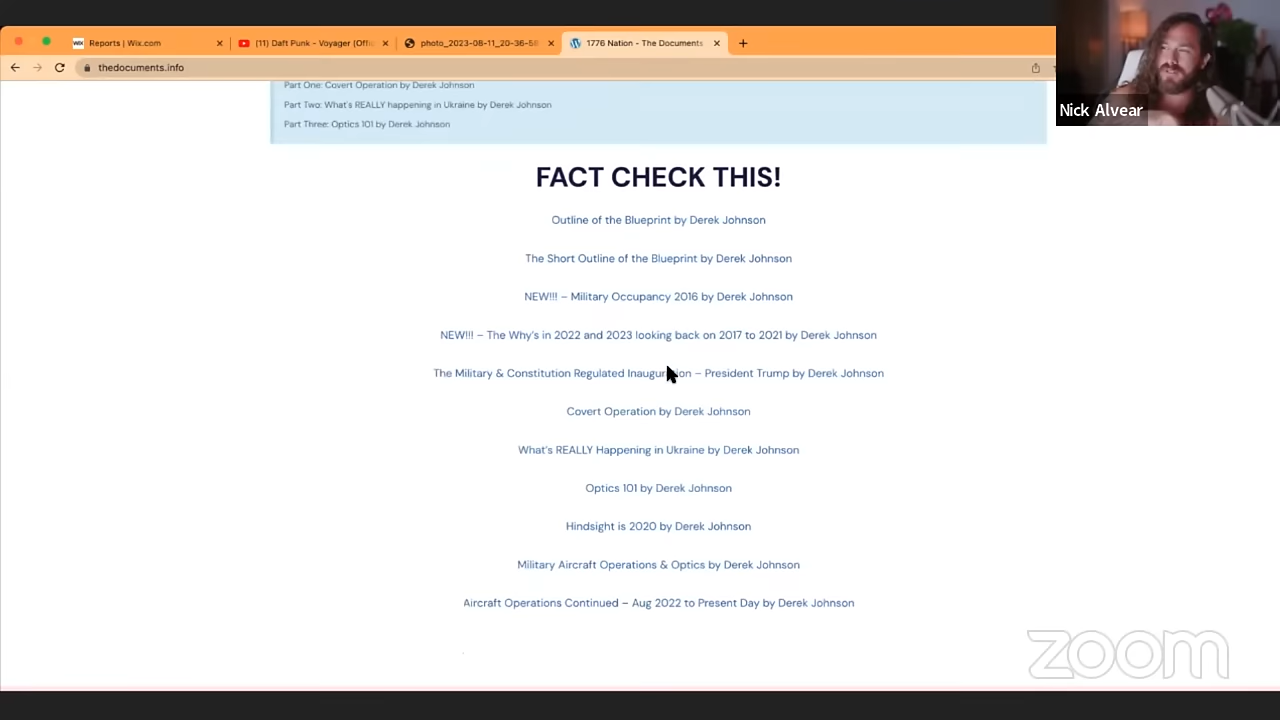 Reports | Wix.com
(11) Daft Punk - Voyager (Offi
photo_2023-08-11_20-36-58
1776 Nation - The Documents
thedocuments.info
Nick Alvear
Part One: Covert Operation by Derek Johnson
Part Two: What's REALLY happening in Ukraine by Derek Johnson
Part Three: Optics 101 by Derek Johnson
FACT CHECK THIS!
Outline of the Blueprint by Derek Johnson
The Short Outline of the Blueprint by Derek Johnson
NEW!!! – Military Occupancy 2016 by Derek Johnson
NEW!!! – The Why's in 2022 and 2023 looking back on 2017 to 2021 by Derek Johnson
The Military & Constitution Regulated Inauguration – President Trump by Derek Johnson
Covert Operation by Derek Johnson
What's REALLY Happening in Ukraine by Derek Johnson
Optics 101 by Derek Johnson
Hindsight is 2020 by Derek Johnson
Military Aircraft Operations & Optics by Derek Johnson
Aircraft Operations Continued – Aug 2022 to Present Day by Derek Johnson
zoom